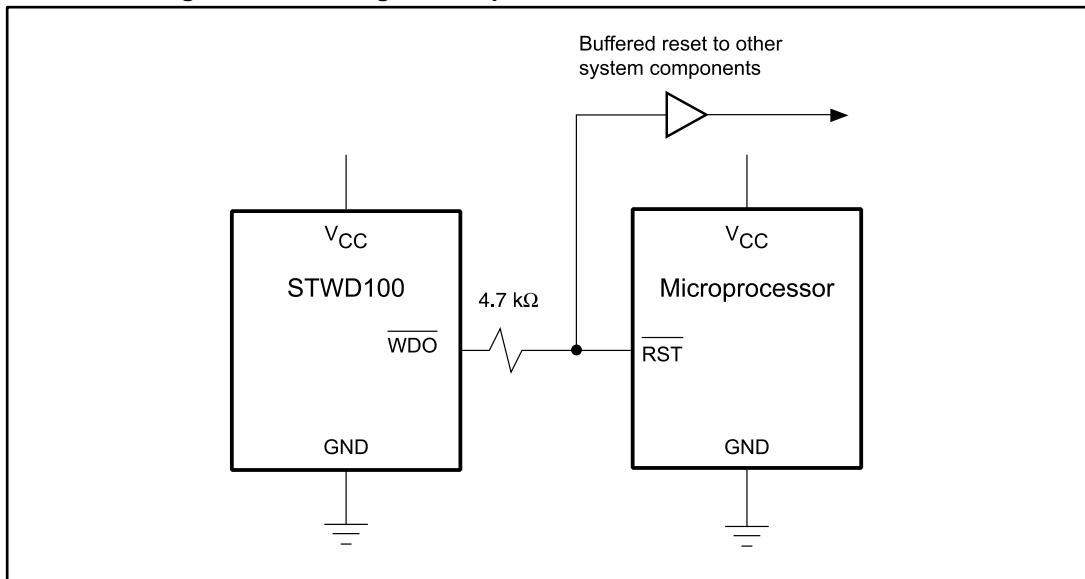 Buffered reset to other
system components
VCC
STWD100
WDO
GND
4.7 kΩ
VCC
Microprocessor
RST
GND